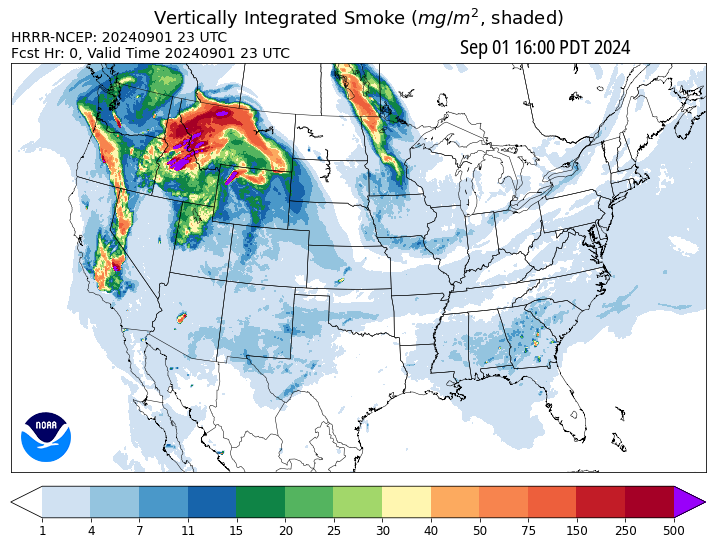 Vertically Integrated Smoke (mg/m², shaded)
HRRR-NCEP: 20240901 23 UTC
Fcst Hr: 0, Valid Time 20240901 23 UTC
Sep 01 16:00 PDT 2024
NOAA
1 4 7 11 15 20 25 30 40 50 75 150 250 500